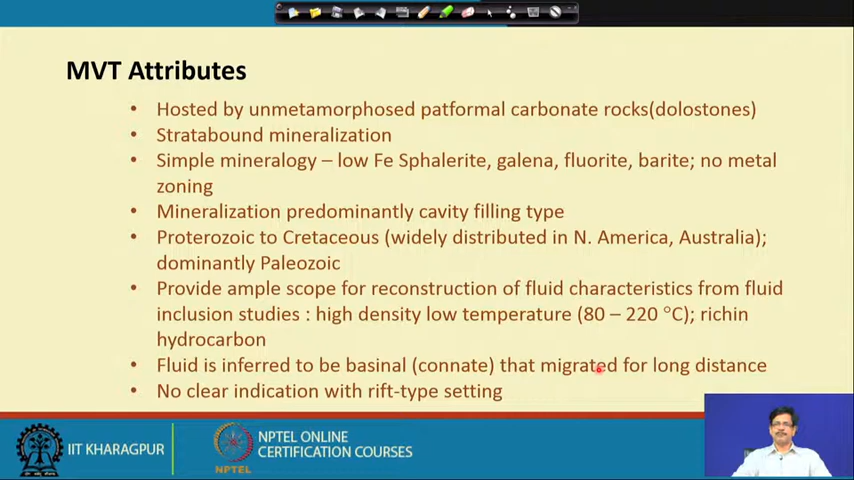 MVT Attributes
• Hosted by unmetamorphosed patformal carbonate rocks(dolostones)
• Stratabound mineralization
• Simple mineralogy – low Fe Sphalerite, galena, fluorite, barite; no metal
zoning
• Mineralization predominantly cavity filling type
• Proterozoic to Cretaceous (widely distributed in N. America, Australia);
dominantly Paleozoic
• Provide ample scope for reconstruction of fluid characteristics from fluid
inclusion studies : high density low temperature (80 – 220 °C); richin
hydrocarbon
• Fluid is inferred to be basinal (connate) that migrated for long distance
• No clear indication with rift-type setting
IIT KHARAGPUR
NPTEL
NPTEL ONLINE
CERTIFICATION COURSES